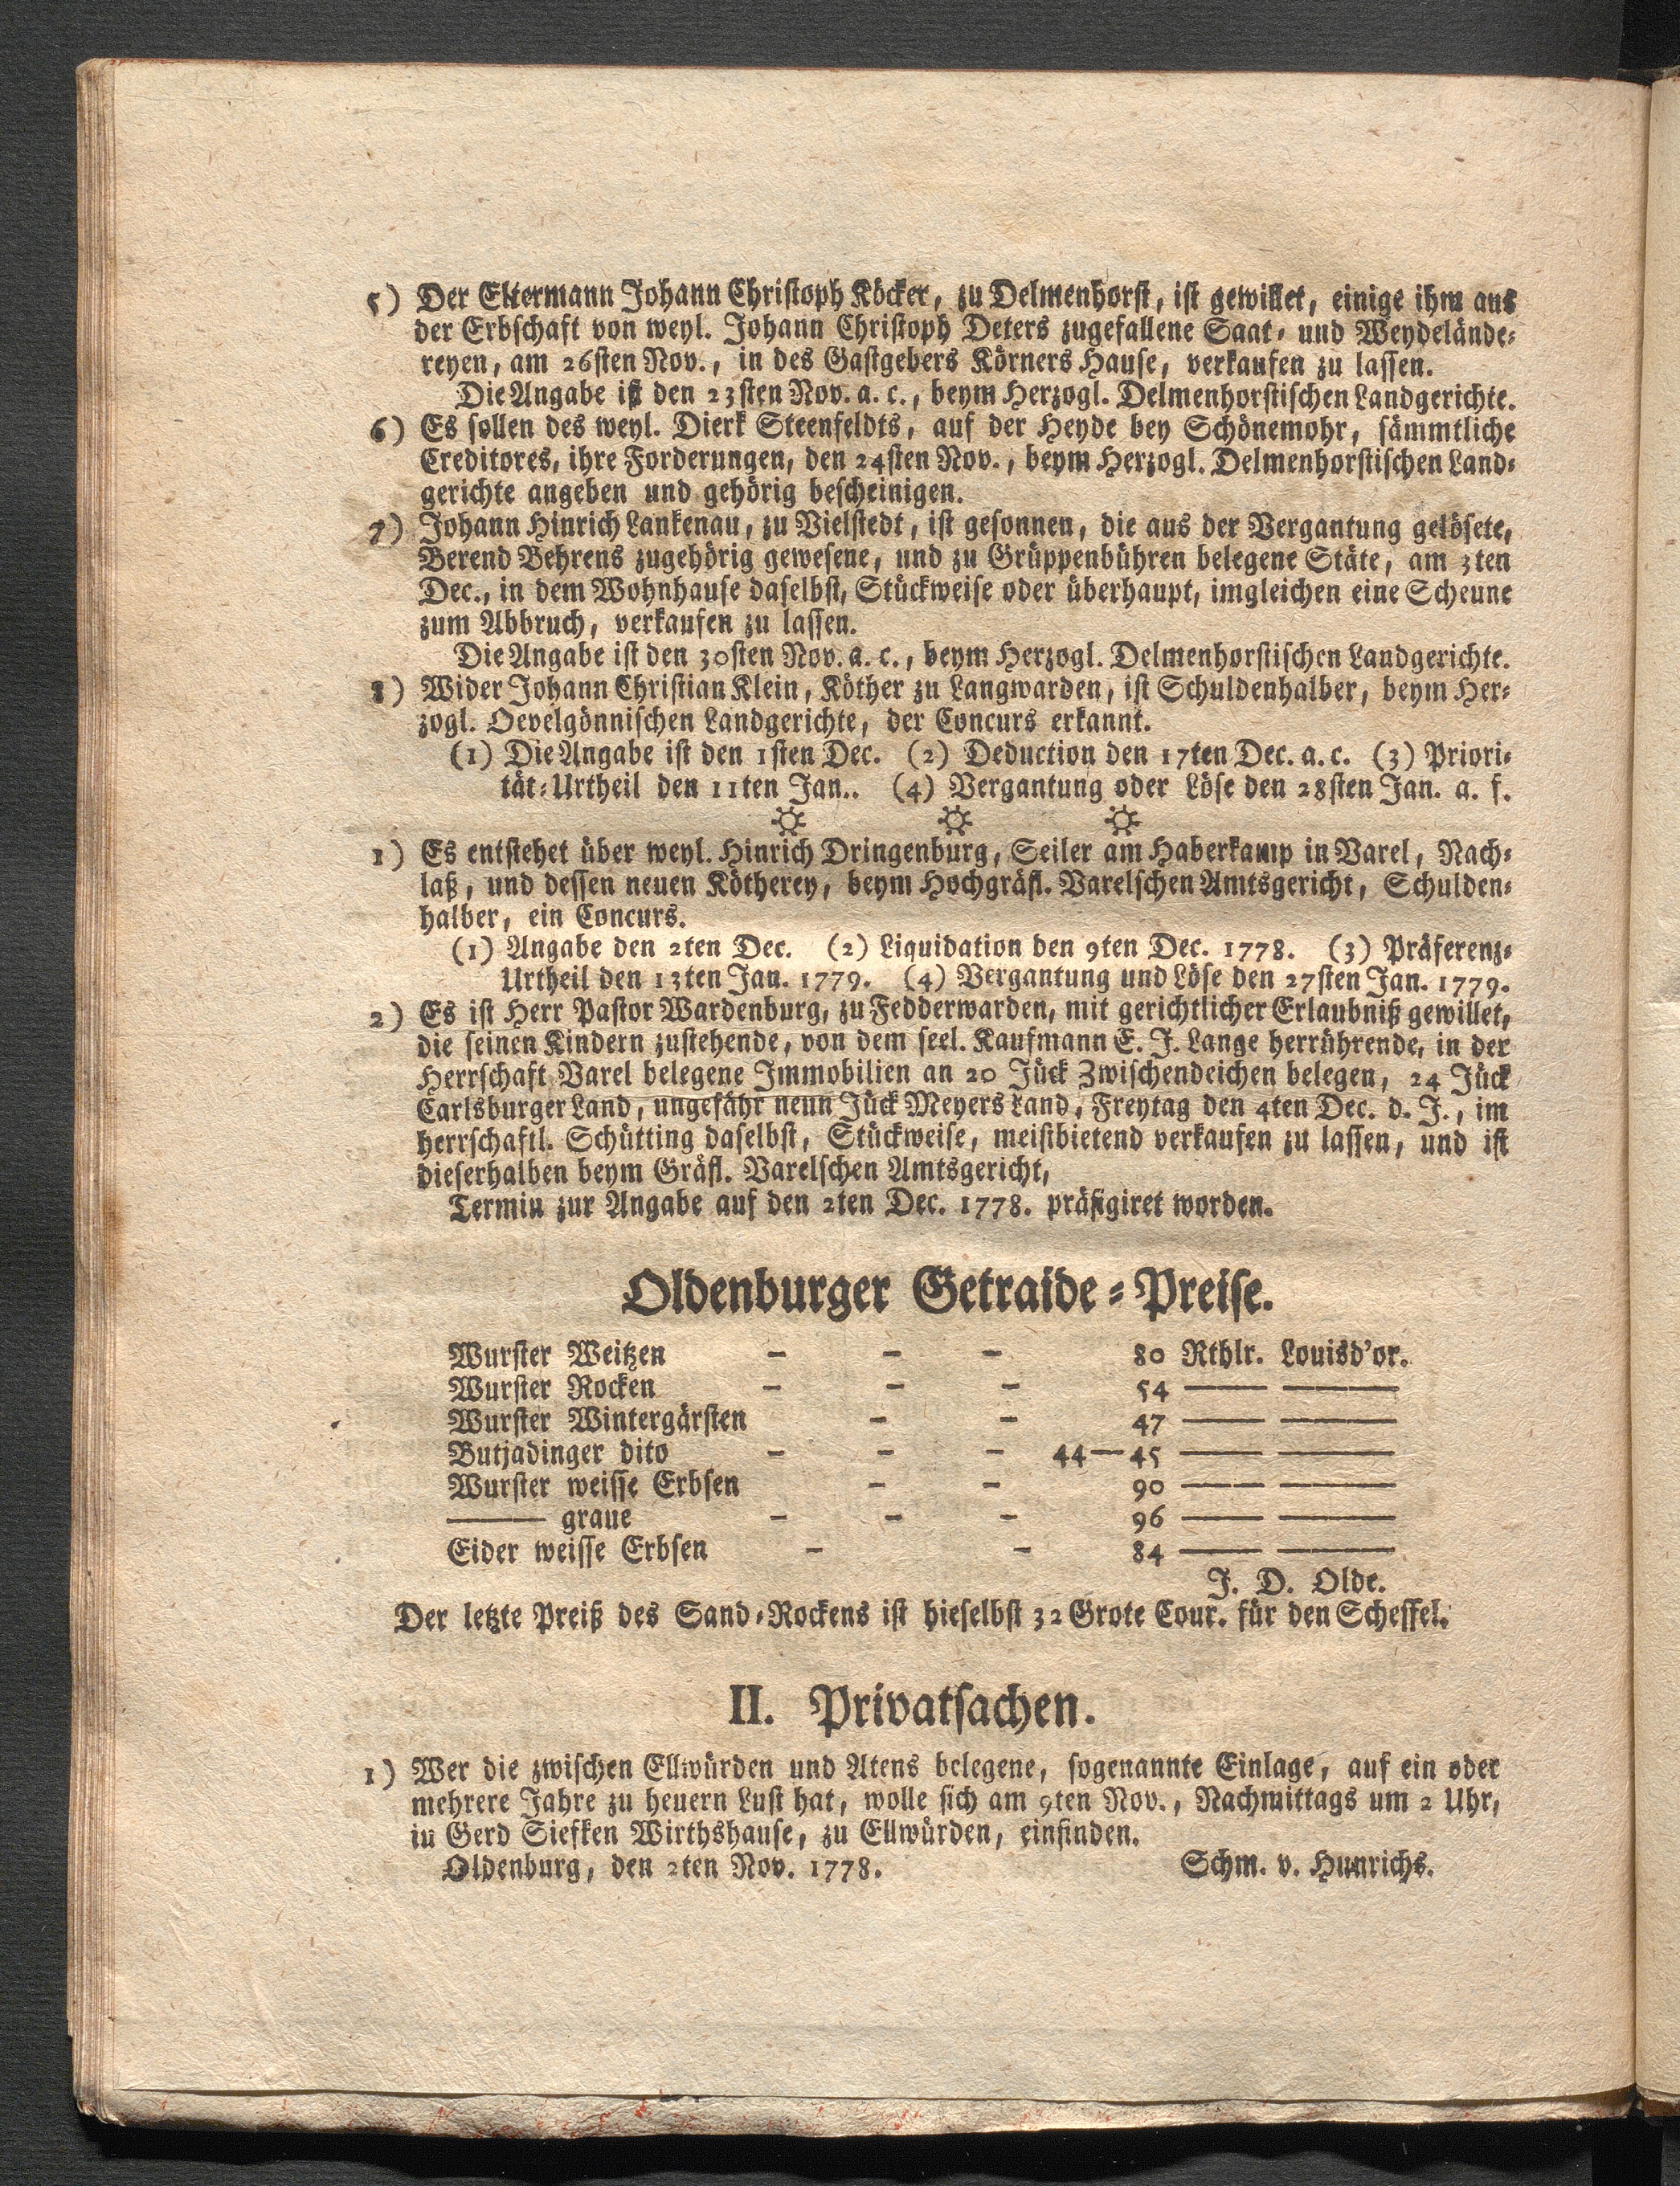 5) Der Eltermann Johann Christoph Köcker, zu Delmenhorst, ist gewillet, einige ihm aus
der Erbschaft von weyl. Johann Christoph Deters zugefallene Saat- und Weydelände-
reyen, am 26sten Nov., in des Gastgebers Körners Hause, verkaufen zu lassen.
Die Angabe ist den 23sten Nov. a. c., beym Herzogl. Delmenhorstischen Landgerichte.
6) Es sollen des weyl. Dierk Steenfeldts, auf der Heyde bey Schönemohr, sämmtliche
Creditores, ihre Forderungen, den 24sten Nov., beym Herzogl. Delmenhorstischen Land-
gerichte angeben und gehörig bescheinigen.
7) Johann Hinrich Lankenau, zu Vielstedt, ist gesonnen, die aus der Vergantung gelösete,
Berend Behrens zugehörig gewesene, und zu Grüppenbühren belegene Stäte, am 3ten
Dec., in dem Wohnhause daselbst, Stückweise oder überhaupt, imgleichen eine Scheune
zum Abbruch, verkaufen zu lassen.
Die Angabe ist den 30sten Nov. a. c., beym Herzogl. Delmenhorstischen Landgerichte.
8) Wider Johann Christian Klein, Köther zu Langwarden, ist Schuldenhalber, beym Her-
zogl. Oevelgönnischen Landgerichte, der Concurs erkannt.
(1) Die Angabe ist den 1sten Dec. (2) Deduction den 17ten Dec. a. c. (3) Priori-
tät-Urtheil den 11ten Jan.. (4) Vergantung oder Löse den 28sten Jan. a. f.
1) Es entstehet über weyl. Hinrich Dringenburg, Seiler am Haberkamp in Varel, Nach-
laß, und dessen neuen Kötherey, beym Hochgräfl. Varelschen Amtsgericht, Schulden-
halber, ein Concurs.
(1) Angabe den 2ten Dec. (2) Liquidation den 9ten Dec. 1778. (3) Präferenz-
Urtheil den 13ten Jan. 1779. (4) Vergantung und Löse den 27sten Jan. 1779.
2) Es ist Herr Pastor Wardenburg, zu Fedderwarden, mit gerichtlicher Erlaubniß gewillet,
die seinen Kindern zustehende, von dem seel. Kaufmann E. J. Lange herrührende, in der
Herrschaft Varel belegene Immobilien an 20 Jück Zwischendeichen belegen, 24 Jück
Carlsburger Land, ungefähr neun Jück Meyers Land, Freytag den 4ten Dec. d. J., im
herrschaftl. Schütting daselbst, Stückweise, meistbietend verkaufen zu lassen, und ist
dieserhalben beym Gräfl. Varelschen Amtsgericht,
Termin zur Angabe auf den 2ten Dec. 1778. präfigiret worden.
Oldenburger Getraide-Preise.
Wurster Weitzen - - - 80 Rthlr. Louisd'or.
Wurster Rocken - - - 54 — —
Wurster Wintergärsten - - 47 — —
Butjadinger dito - - - 44—45 — —
Wurster weisse Erbsen - - 90 — —
— graue - - - 96 — —
Eider weisse Erbsen - - 84 — —
J. D. Olde.
Der letzte Preiß des Sand-Rockens ist hieselbst 32 Grote Cour. für den Scheffel.
II. Privatsachen.
1) Wer die zwischen Ellwürden und Atens belegene, sogenannte Einlage, auf ein oder
mehrere Jahre zu heuern Lust hat, wolle sich am 9ten Nov., Nachmittags um 2 Uhr,
in Gerd Siefken Wirthshause, zu Ellwürden, einfinden.
Oldenburg, den 2ten Nov. 1778. Schm. v. Hunrichs.